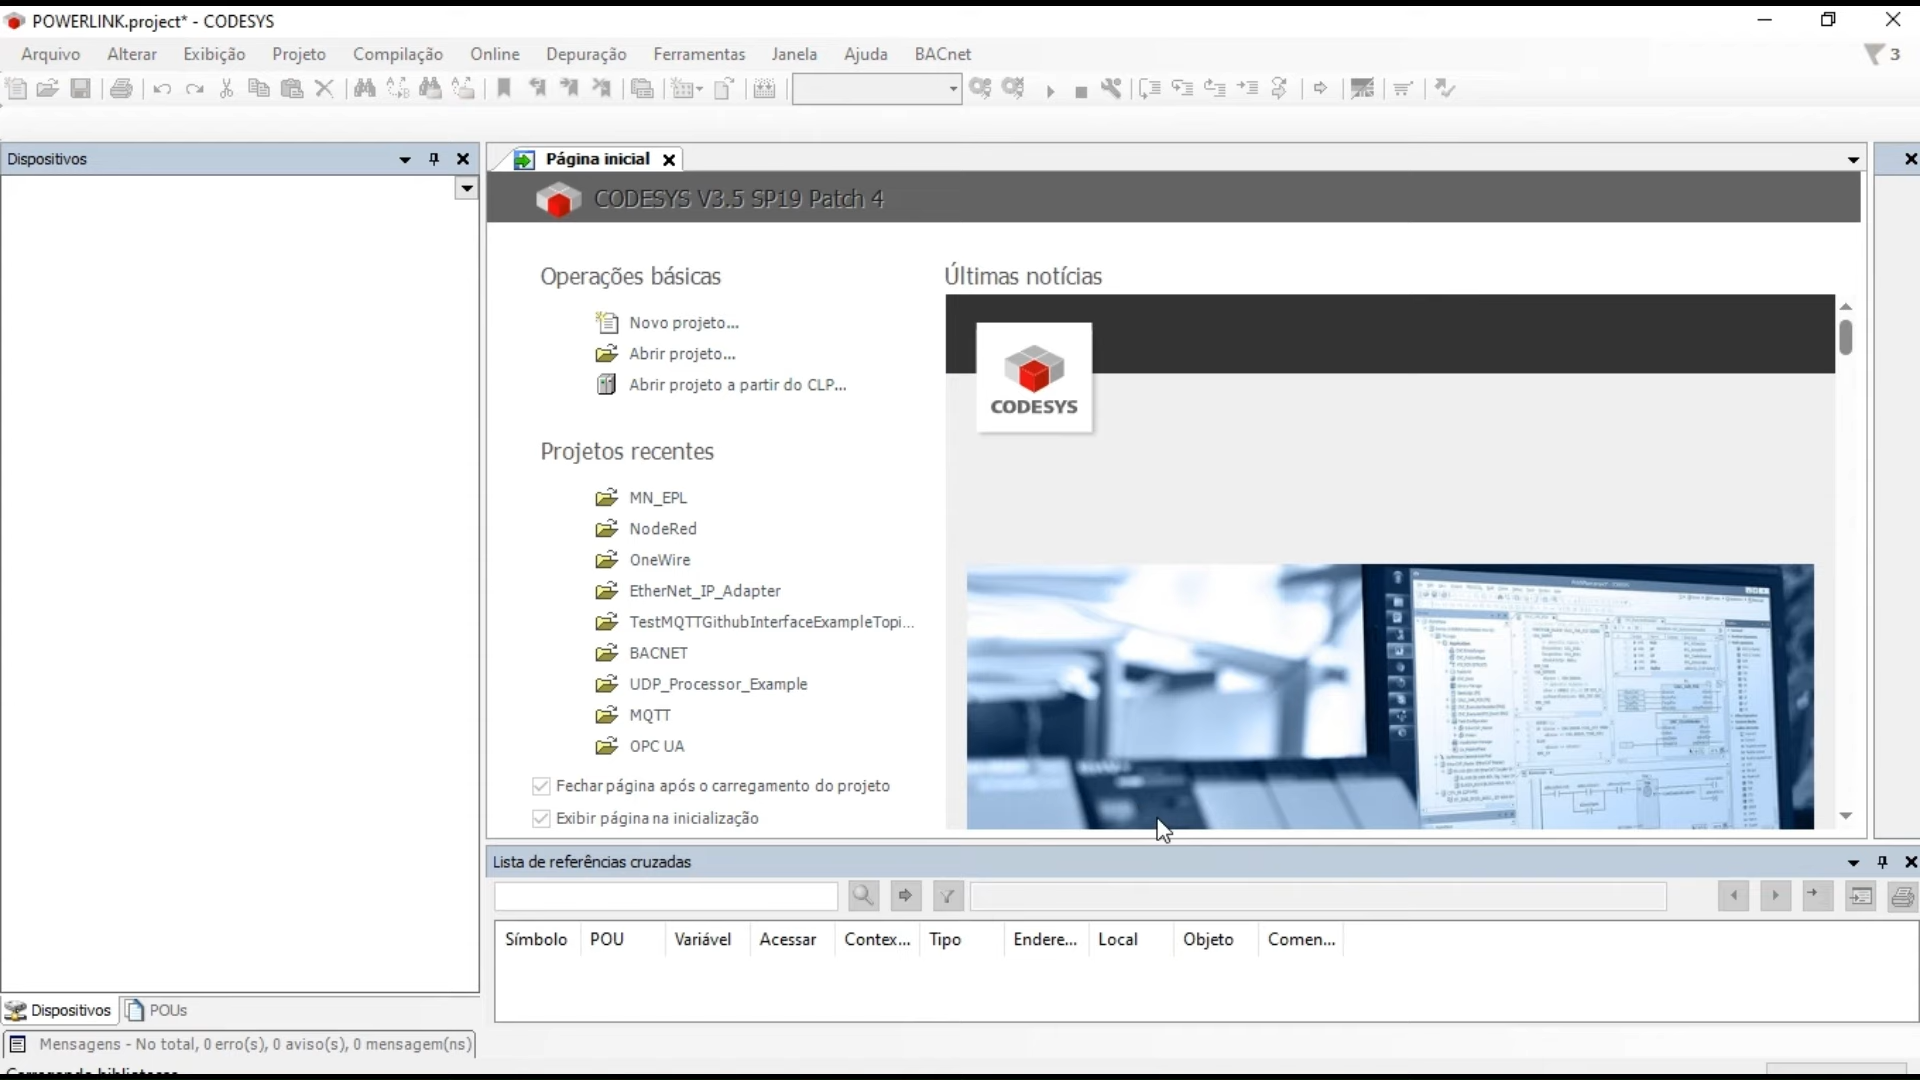 POWERLINK.project* - CODESYS
Arquivo Alterar Exibição Projeto Compilação Online Depuração Ferramentas Janela Ajuda BACnet
3
Dispositivos
Página inicial
CODESYS V3.5 SP19 Patch 4
Operações básicas
Novo projeto...
Abrir projeto...
Abrir projeto a partir do CLP...
Projetos recentes
MN_EPL
NodeRed
OneWire
EtherNet_IP_Adapter
TestMQTTGithubInterfaceExampleTopi...
BACNET
UDP_Processor_Example
MQTT
OPC UA
Fechar página após o carregamento do projeto
Exibir página na inicialização
Últimas notícias
CODESYS
Lista de referências cruzadas
Símbolo POU Variável Acessar Contex... Tipo Endere... Local Objeto Comen...
Dispositivos POUs
Mensagens - No total, 0 erro(s), 0 aviso(s), 0 mensagem(ns)